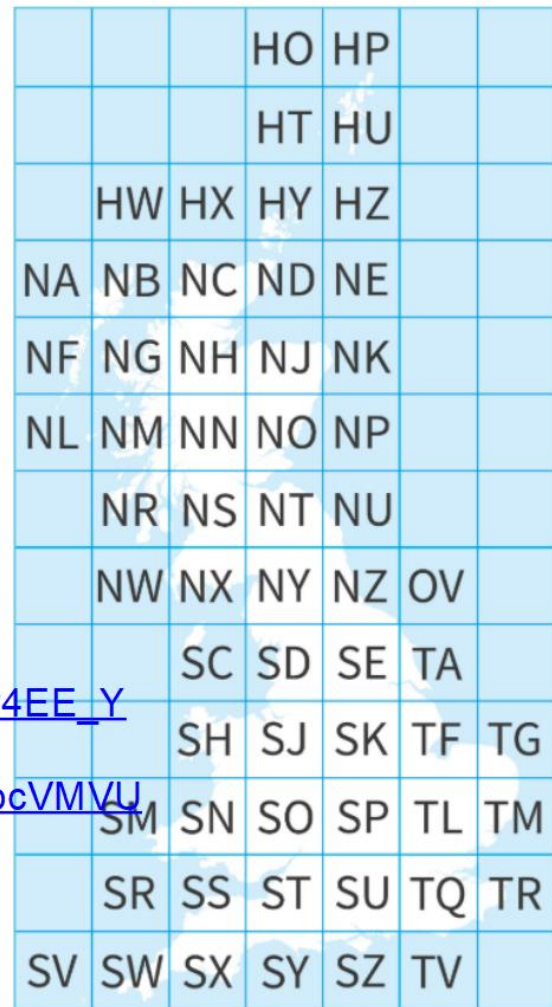 HO HP
HT HU
HW HX HY HZ
NA NB NC ND NE
NF NG NH NJ NK
NL NM NN NO NP
NR NS NT NU
NW NX NY NZ OV
SC SD SE TA
4EE_Y
SH SJ SK TF TG
ocVMVU
SM SN SO SP TL TM
SR SS ST SU TQ TR
SV SW SX SY SZ TV